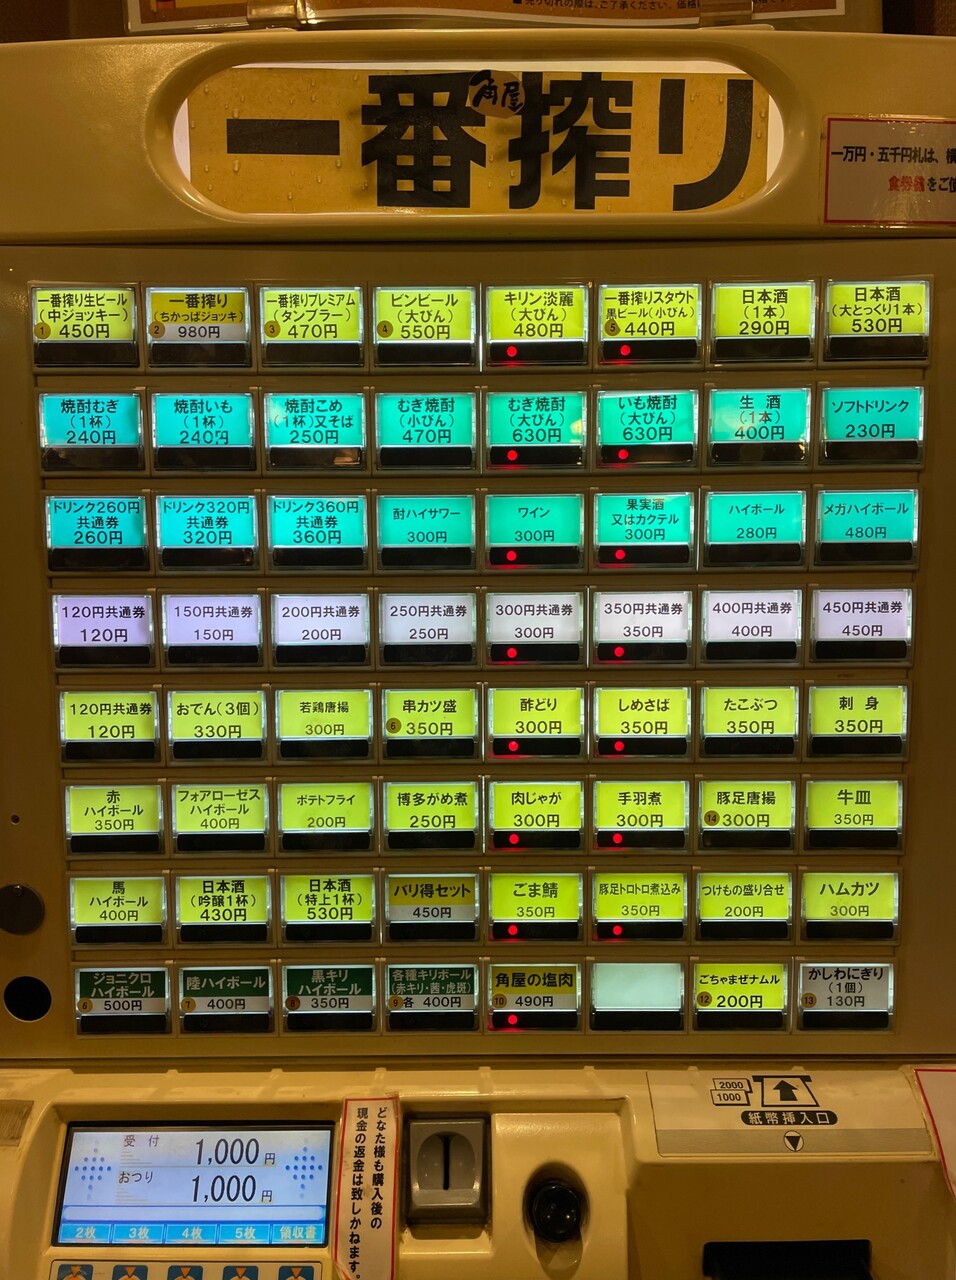 角屋
一番搾り
一万円・五千円札は、
食券機をご
一番搾り生ビール
(中ジョッキー)
1 450円
一番搾り
(ちかっぱジョッキ)
2 980円
一番搾りプレミアム
(タンブラー)
3 470円
ビンビール
(大びん)
4 550円
キリン淡麗
(大びん)
480円
一番搾りスタウト
黒ビール(小びん)
5 440円
日本酒
(1本)
290円
日本酒
(大とっくり1本)
530円
焼酎むぎ
(1杯)
240円
焼酎いも
(1杯)
240円
焼酎こめ
(1杯)又そば
250円
むぎ焼酎
(小びん)
470円
むぎ焼酎
(大びん)
630円
いも焼酎
(大びん)
630円
生酒
(1本)
400円
ソフトドリンク
230円
ドリンク260円
共通券
260円
ドリンク320円
共通券
320円
ドリンク360円
共通券
360円
酎ハイサワー
300円
ワイン
300円
果実酒
又はカクテル
300円
ハイボール
280円
メガハイボール
480円
120円共通券
120円
150円共通券
150円
200円共通券
200円
250円共通券
250円
300円共通券
300円
350円共通券
350円
400円共通券
400円
450円共通券
450円
120円共通券
120円
おでん(3個)
330円
若鶏唐揚
300円
串カツ盛
6 350円
酢どり
300円
しめさば
350円
たこぶつ
350円
刺身
350円
赤
ハイボール
350円
フォアローゼス
ハイボール
400円
ポテトフライ
200円
博多がめ煮
250円
肉じゃが
300円
手羽煮
300円
豚足唐揚
14 300円
牛皿
350円
馬
ハイボール
400円
日本酒
(吟醸1杯)
430円
日本酒
(特上1杯)
530円
バリ得セット
450円
ごま鯖
350円
豚足トロトロ煮込み
350円
つけもの盛り合せ
200円
ハムカツ
300円
ジョニクロ
ハイボール
6 500円
陸ハイボール
7 400円
黒キリ
ハイボール
8 350円
各種キリボール
(赤キリ・茜・虎斑)
9 各 400円
角屋の塩肉
10 490円
ごちゃまぜナムル
12 200円
かしわにぎり
(1個)
13 130円
2000
1000
紙幣挿入口
受付 1,000円
おつり 1,000円
2枚 3枚 4枚 5枚 領収書
どなた様も購入後の
現金の返金は致しかねます。